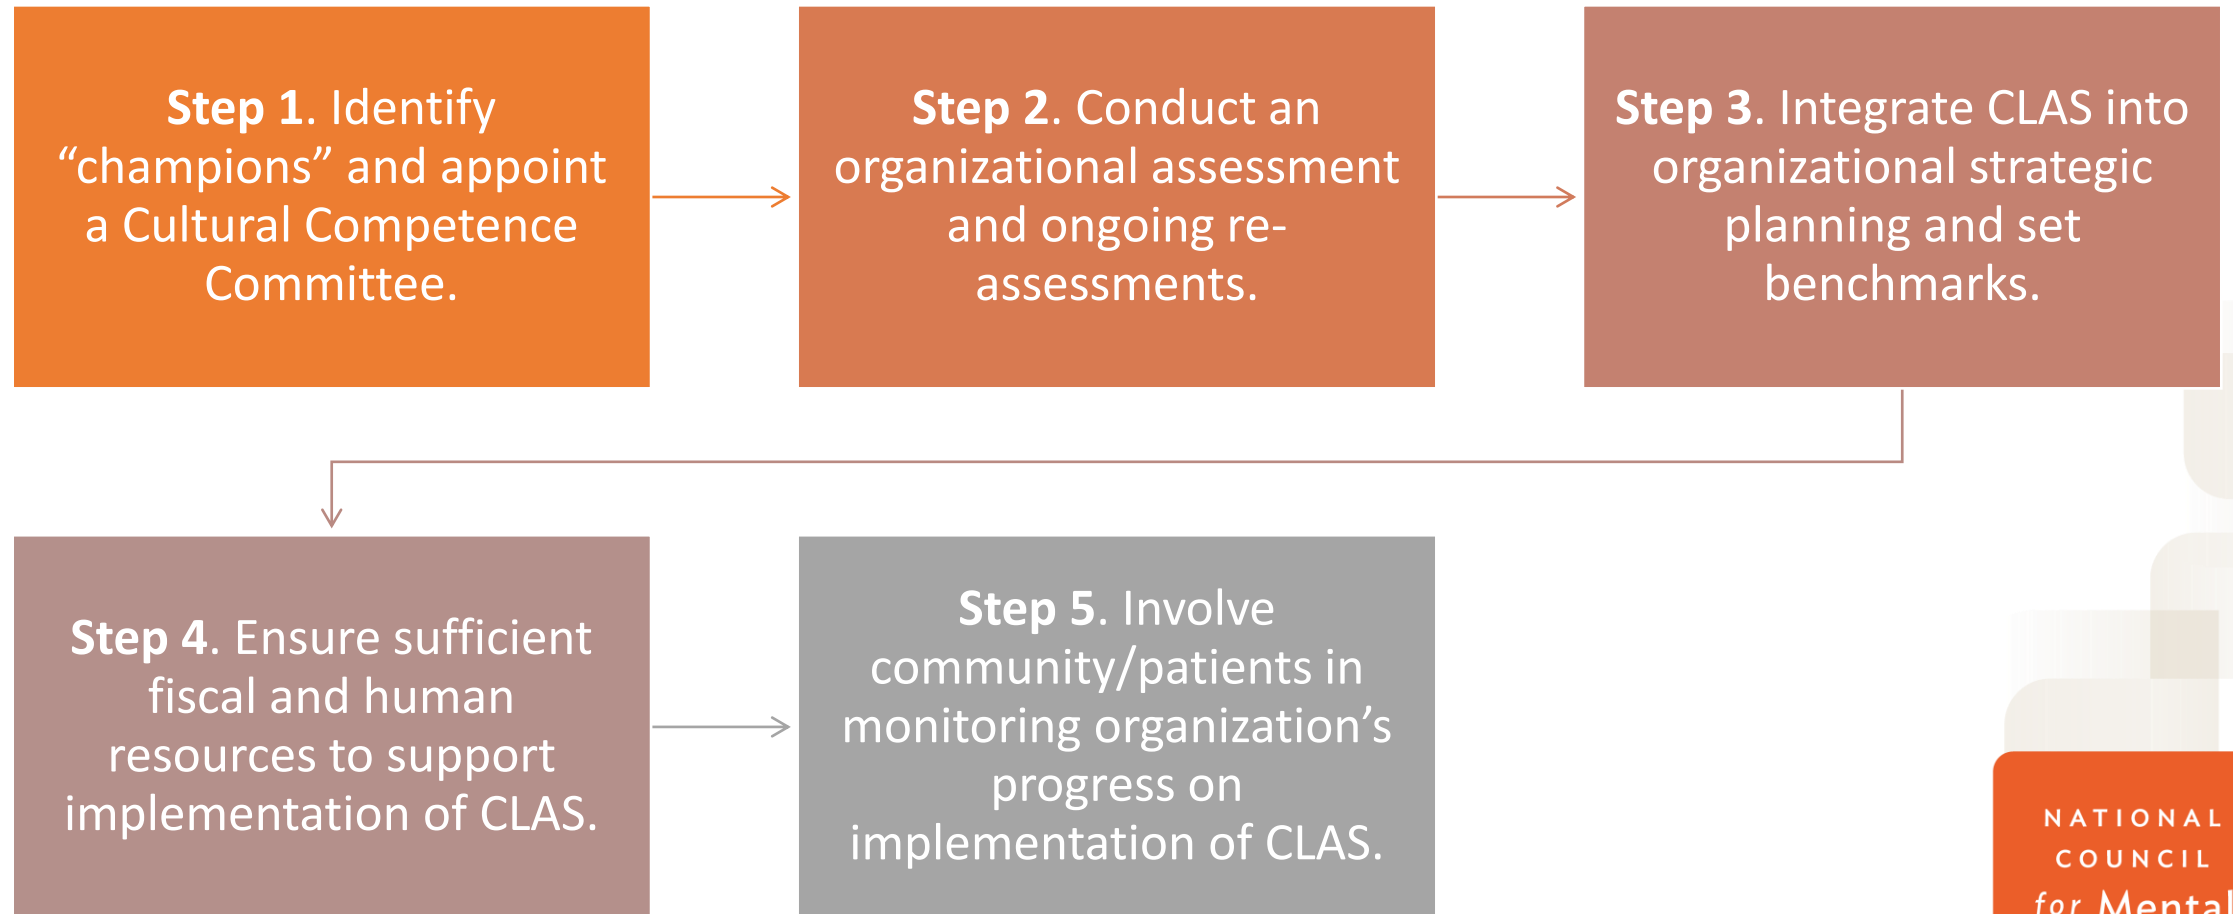 Step 1. Identify
“champions” and appoint
a Cultural Competence
Committee.
Step 2. Conduct an
organizational assessment
and ongoing re-
assessments.
Step 3. Integrate CLAS into
organizational strategic
planning and set
benchmarks.
Step 4. Ensure sufficient
fiscal and human
resources to support
implementation of CLAS.
Step 5. Involve
community/patients in
monitoring organization’s
progress on
implementation of CLAS.
NATIONAL
COUNCIL
for Mental